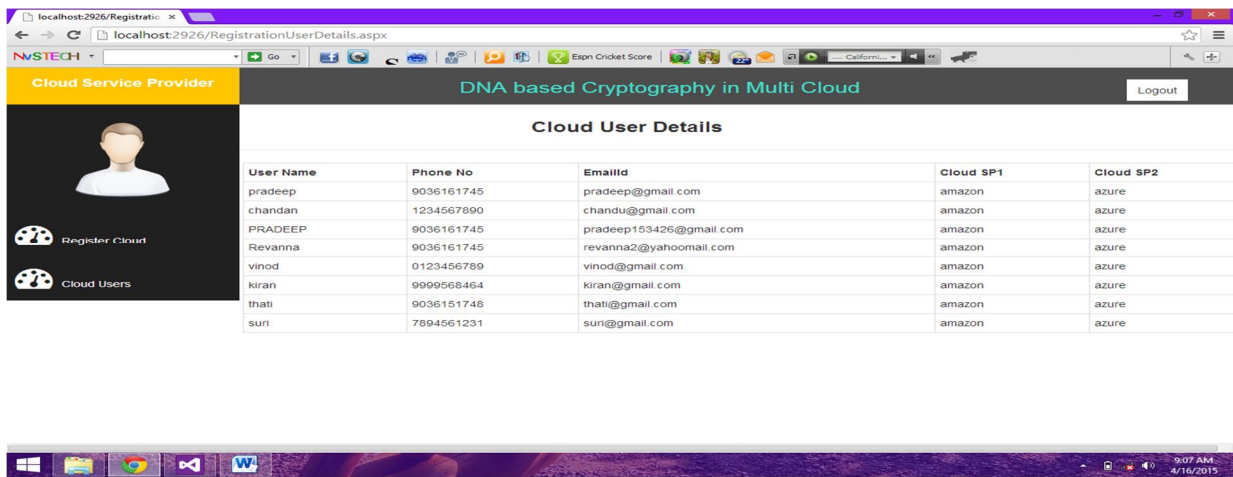 localhost:2926/Registratio
localhost:2926/RegistrationUserDetails.aspx
NVSTECH
Go
Espn Cricket Score
22°
Californi...
Cloud Service Provider
DNA based Cryptography in Multi Cloud
Logout
Cloud User Details
User Name Phone No EmailId Cloud SP1 Cloud SP2
pradeep 9036161745 pradeep@gmail.com amazon azure
chandan 1234567890 chandu@gmail.com amazon azure
PRADEEP 9036161745 pradeep153426@gmail.com amazon azure
Revanna 9036161745 revanna2@yahoomail.com amazon azure
vinod 0123456789 vinod@gmail.com amazon azure
kiran 9999568464 kiran@gmail.com amazon azure
thati 9036151748 thati@gmail.com amazon azure
suri 7894561231 suri@gmail.com amazon azure
Register Cloud
Cloud Users
9:07 AM
4/16/2015